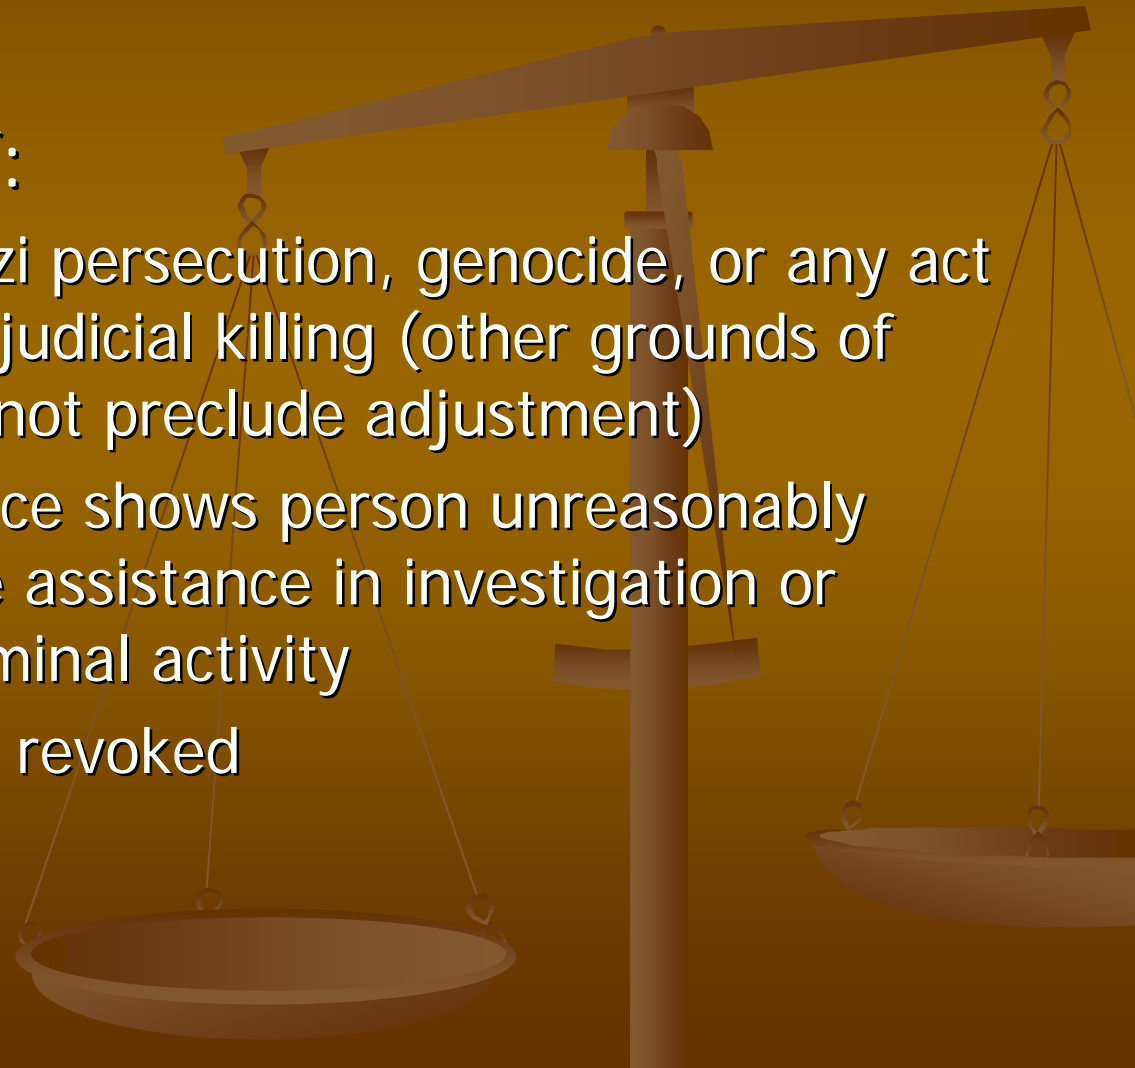 :
zi persecution, genocide, or any act
judicial killing (other grounds of
not preclude adjustment)
ce shows person unreasonably
e assistance in investigation or
minal activity
revoked